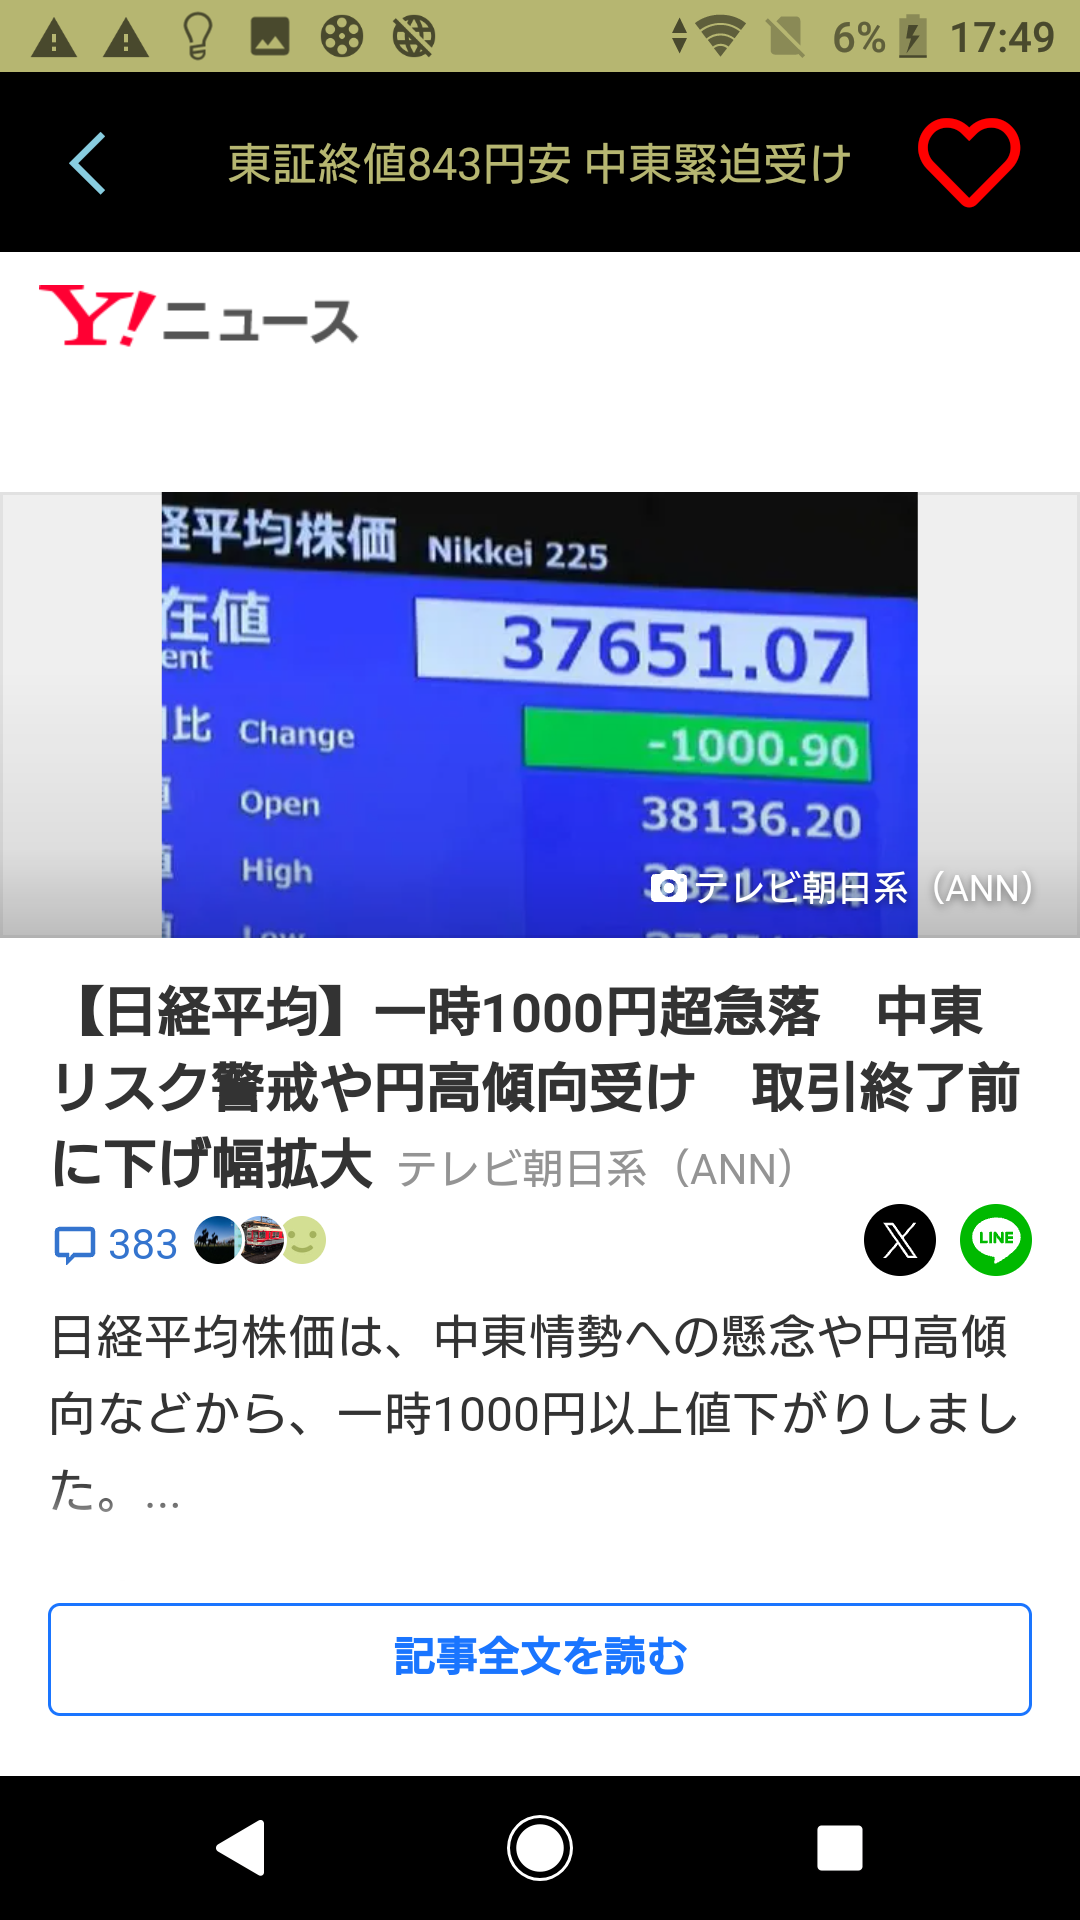 6% 17:49
東証終値843円安 中東緊迫受け
Y!ニュース
経平均株価 Nikkei 225
在値
ent
37651.07
比 Change -1000.90
Open 38136.20
値 High
テレビ朝日系（ANN）
【日経平均】一時1000円超急落　中東
リスク警戒や円高傾向受け　取引終了前
に下げ幅拡大 テレビ朝日系（ANN）
383
LINE
日経平均株価は、中東情勢への懸念や円高傾
向などから、一時1000円以上値下がりしまし
た。...
記事全文を読む